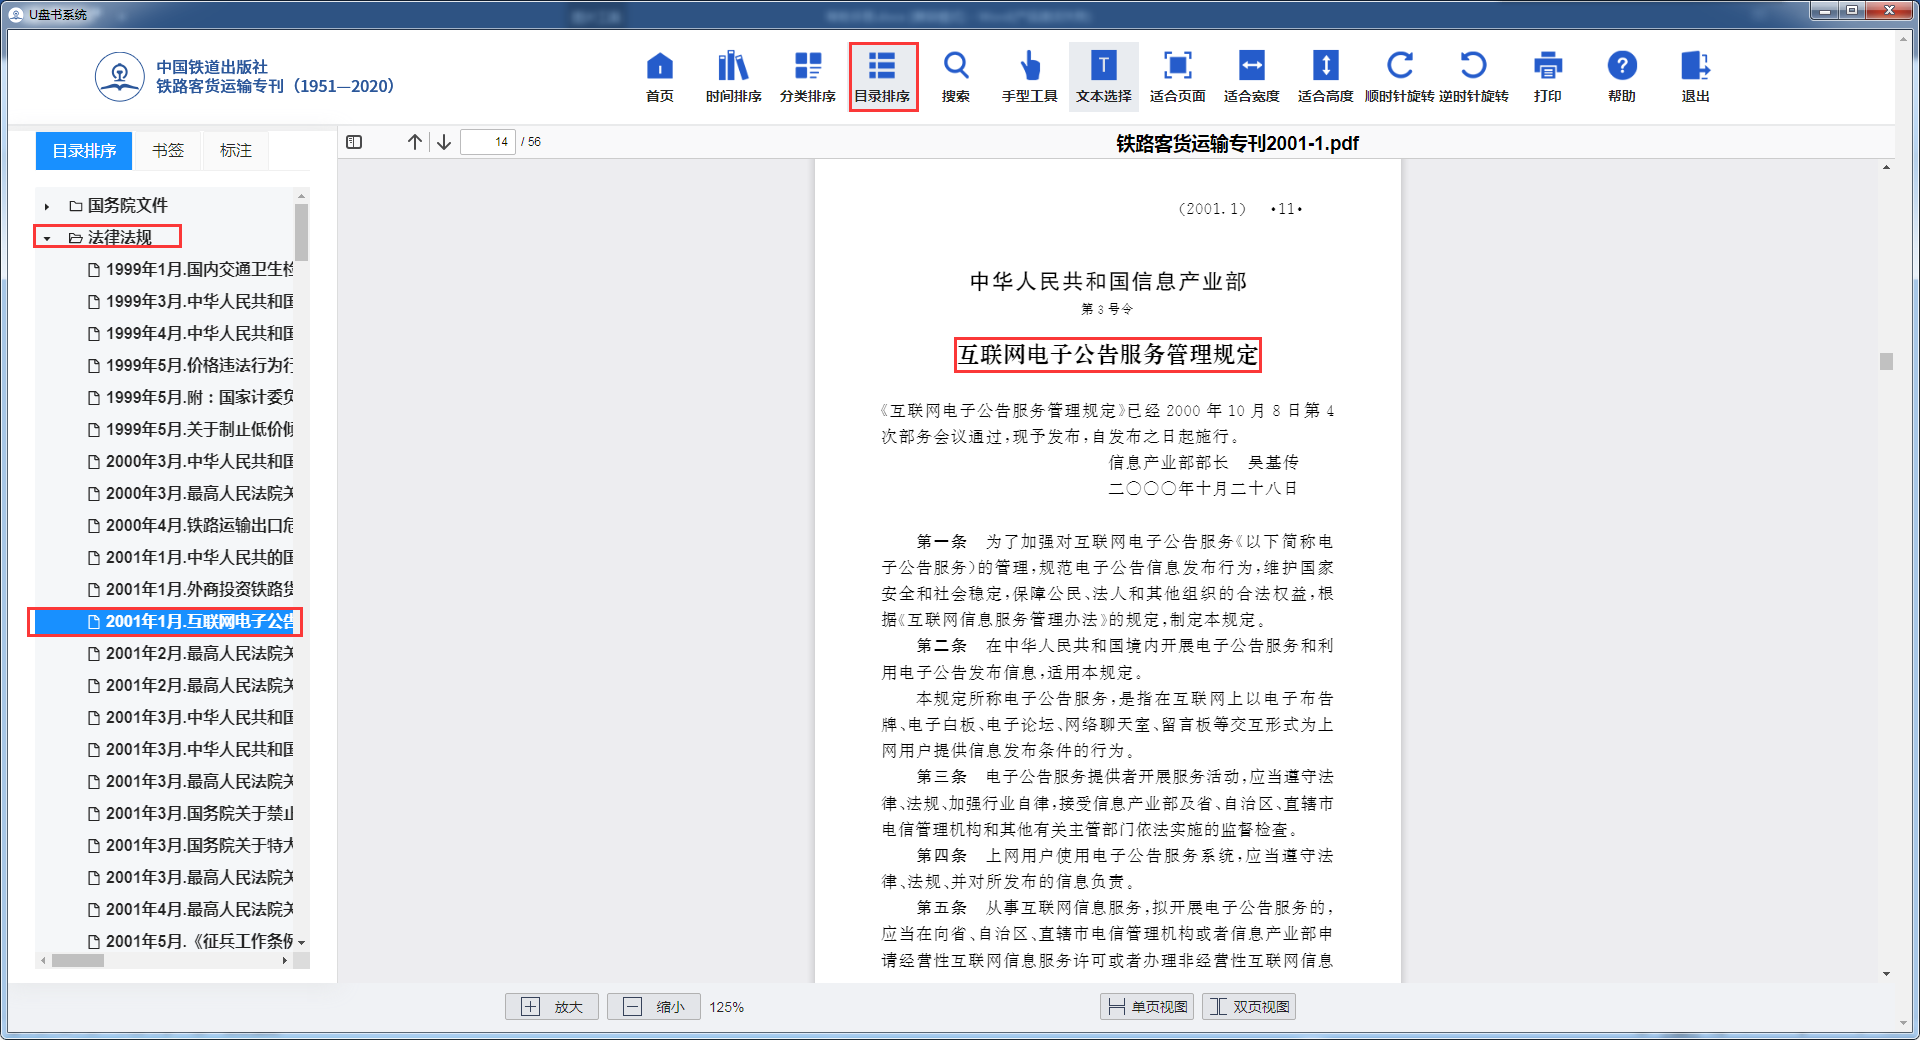 U盘书系统
中国铁道出版社
铁路客货运输专刊（1951—2020）
首页
时间排序
分类排序
目录排序
搜索
手型工具
T
文本选择
适合页面
适合宽度
适合高度
顺时针旋转
逆时针旋转
打印
?
帮助
退出
目录排序
书签
标注
14 / 56
铁路客货运输专刊2001-1.pdf
国务院文件
法律法规
1999年1月.国内交通卫生检
1999年3月.中华人民共和国
1999年4月.中华人民共和国
1999年5月.价格违法行为行
1999年5月.附：国家计委负
1999年5月.关于制止低价倾
2000年3月.中华人民共和国
2000年3月.最高人民法院关
2000年4月.铁路运输出口危
2001年1月.中华人民共的国
2001年1月.外商投资铁路货
2001年1月.互联网电子公告
2001年2月.最高人民法院关
2001年2月.最高人民法院关
2001年3月.中华人民共和国
2001年3月.中华人民共和国
2001年3月.最高人民法院关
2001年3月.国务院关于禁止
2001年3月.国务院关于特大
2001年3月.最高人民法院关
2001年4月.最高人民法院关
2001年5月.《征兵工作条例
（2001.1） •11•
中华人民共和国信息产业部
第 3 号令
互联网电子公告服务管理规定
《互联网电子公告服务管理规定》已经 2000 年 10 月 8 日第 4
次部务会议通过，现予发布，自发布之日起施行。
信息产业部部长 吴基传
二〇〇〇年十月二十八日
第一条 为了加强对互联网电子公告服务《以下简称电
子公告服务）的管理，规范电子公告信息发布行为，维护国家
安全和社会稳定，保障公民、法人和其他组织的合法权益，根
据《互联网信息服务管理办法》的规定，制定本规定。
第二条 在中华人民共和国境内开展电子公告服务和利
用电子公告发布信息，适用本规定。
本规定所称电子公告服务，是指在互联网上以电子布告
牌、电子白板、电子论坛、网络聊天室、留言板等交互形式为上
网用户提供信息发布条件的行为。
第三条 电子公告服务提供者开展服务活动，应当遵守法
律、法规、加强行业自律，接受信息产业部及省、自治区、直辖市
电信管理机构和其他有关主管部门依法实施的监督检查。
第四条 上网用户使用电子公告服务系统，应当遵守法
律、法规、并对所发布的信息负责。
第五条 从事互联网信息服务，拟开展电子公告服务的，
应当在向省、自治区、直辖市电信管理机构或者信息产业部申
请经营性互联网信息服务许可或者办理非经营性互联网信息
放大
缩小
125%
单页视图
双页视图